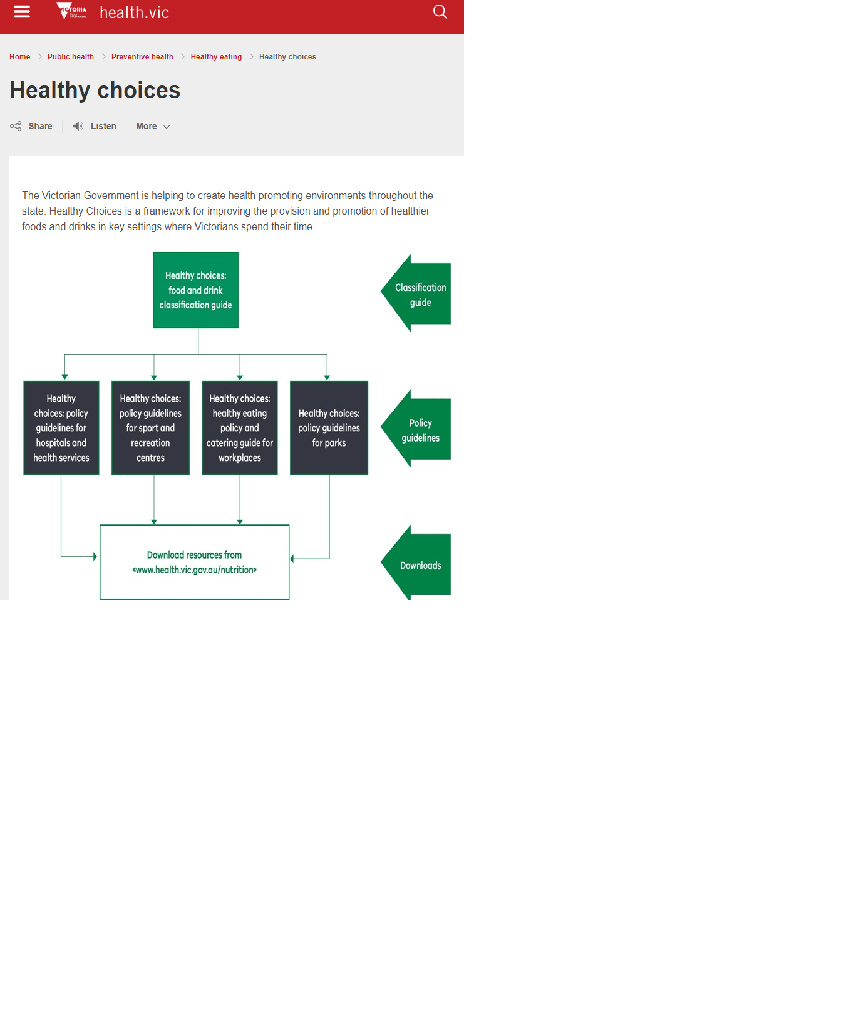 VICTORIA
health.vic
Home > Public health > Preventive health > Healthy eating > Healthy choices
Healthy choices
Share Listen More
The Victorian Government is helping to create health promoting environments throughout the
state. Healthy Choices is a framework for improving the provision and promotion of healthier
foods and drinks in key settings where Victorians spend their time
Healthy choices:
food and drink
classification guide
Classification
guide
Healthy
choices: policy
guidelines for
hospitals and
health services
Healthy choices:
policy guidelines
for sport and
recreation
centres
Healthy choices:
healthy eating
policy and
catering guide for
workplaces
Healthy choices:
policy guidelines
for parks
Policy
guidelines
Download resources from
<www.health.vic.gov.au/nutrition>
Downloads